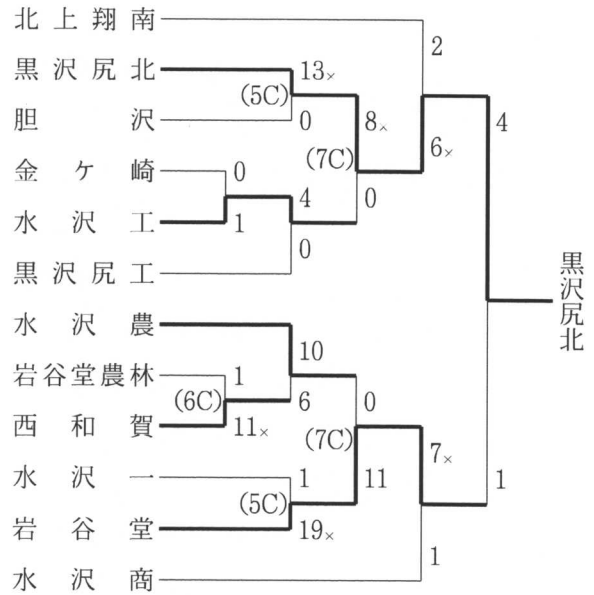 北上翔南
2
黒沢尻北
13×
(5C)
8×
4
胆沢
0
6×
(7C)
金ケ崎
0
4
0
水沢工
1
0
黒沢尻工
黒沢尻北
水沢農
10
岩谷堂農林
1
(6C)
6
0
西和賀
11×
(7C)
7×
水沢一
1
11
1
(5C)
岩谷堂
19×
1
水沢商